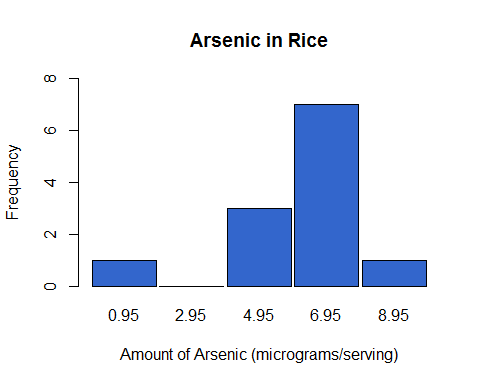 Arsenic in Rice
Frequency
8
6
4
2
0
0.95 2.95 4.95 6.95 8.95
Amount of Arsenic (micrograms/serving)